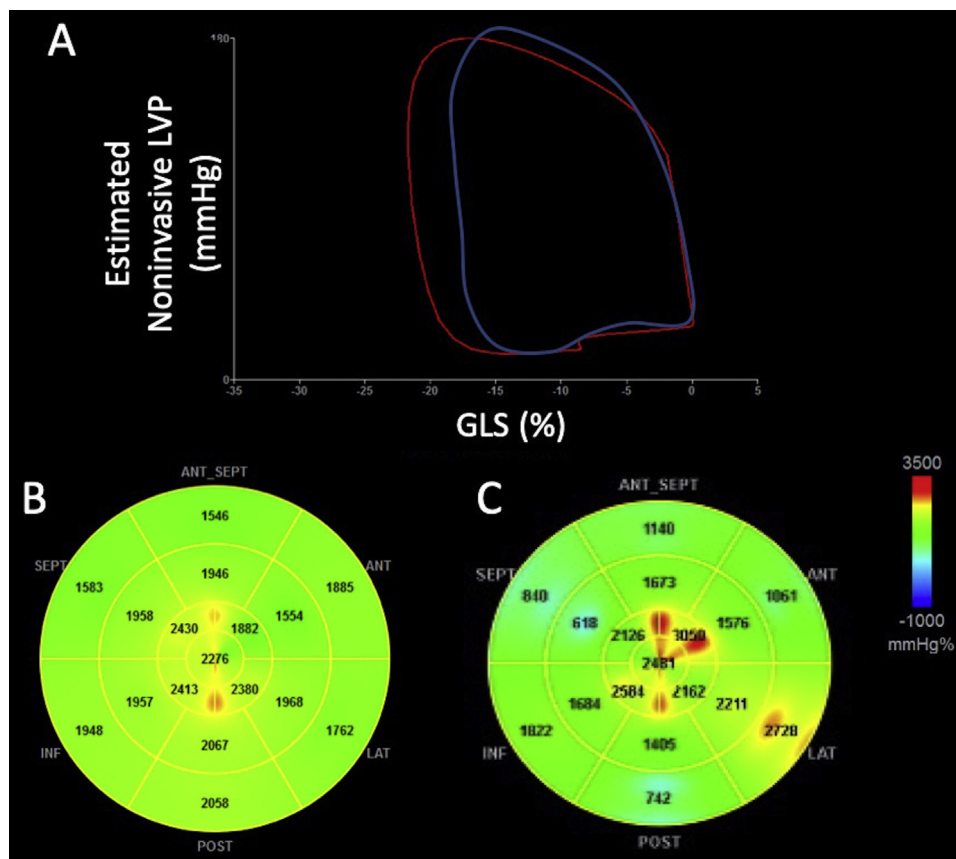 A
180
Estimated
Noninvasive LVP
(mmHg)
0
-35 -30 -25 -20 -15 -10 -5 0 5
GLS (%)
B
ANT_SEPT
1546
SEPT
1583
1946
ANT
1885
1958
1554
2430
1882
2276
2413
2380
1957
1968
1948
1762
INF
2067
LAT
2058
POST
C
ANT_SEPT
1140
SEPT
840
1673
ANT
1061
618
1576
2126
3050
2481
2584
2162
1684
2211
1822
2728
INF
1405
LAT
742
POST
3500
-1000
mmHg%